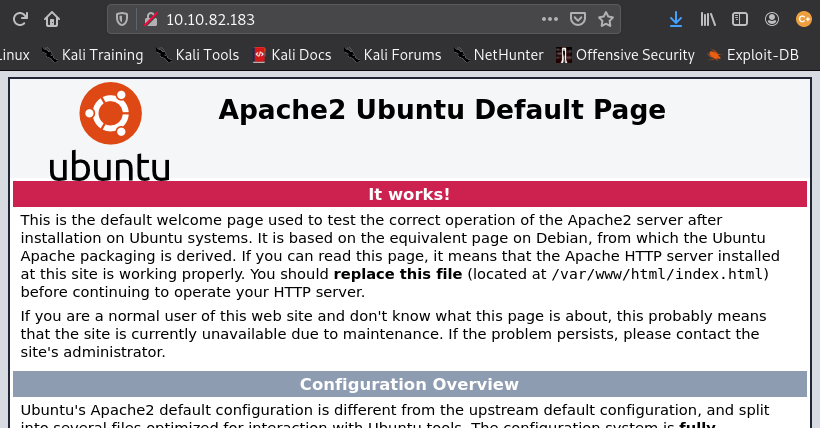 10.10.82.183
Linux Kali Training Kali Tools Kali Docs Kali Forums NetHunter Offensive Security Exploit-DB
ubuntu
Apache2 Ubuntu Default Page
It works!
This is the default welcome page used to test the correct operation of the Apache2 server after
installation on Ubuntu systems. It is based on the equivalent page on Debian, from which the Ubuntu
Apache packaging is derived. If you can read this page, it means that the Apache HTTP server installed
at this site is working properly. You should replace this file (located at /var/www/html/index.html)
before continuing to operate your HTTP server.
If you are a normal user of this web site and don't know what this page is about, this probably means
that the site is currently unavailable due to maintenance. If the problem persists, please contact the
site's administrator.
Configuration Overview
Ubuntu's Apache2 default configuration is different from the upstream default configuration, and split
into several files optimized for interaction with Ubuntu tools. The configuration system is fully